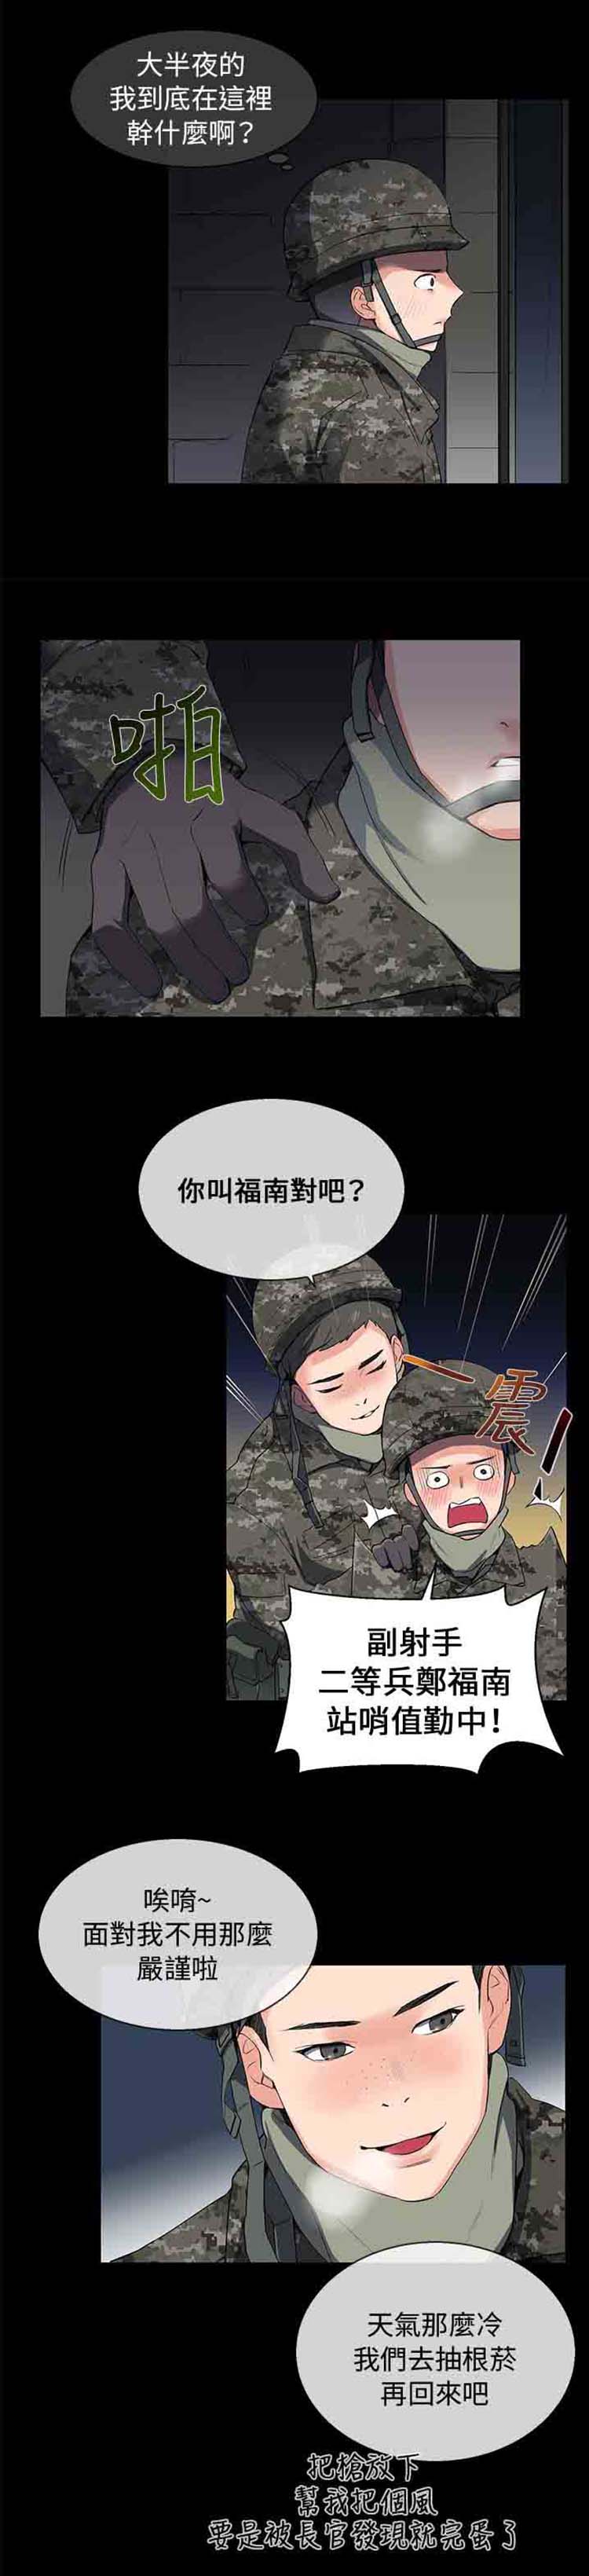 大半夜的
我到底在這裡
幹什麼啊？
啪
你叫福南對吧？
震
副射手
二等兵鄭福南
站哨值勤中！
唉唷~
面對我不用那麼
嚴謹啦
天氣那麼冷
我們去抽根菸
再回來吧
把槍放下
幫我把個風
要是被長官發現就完蛋了